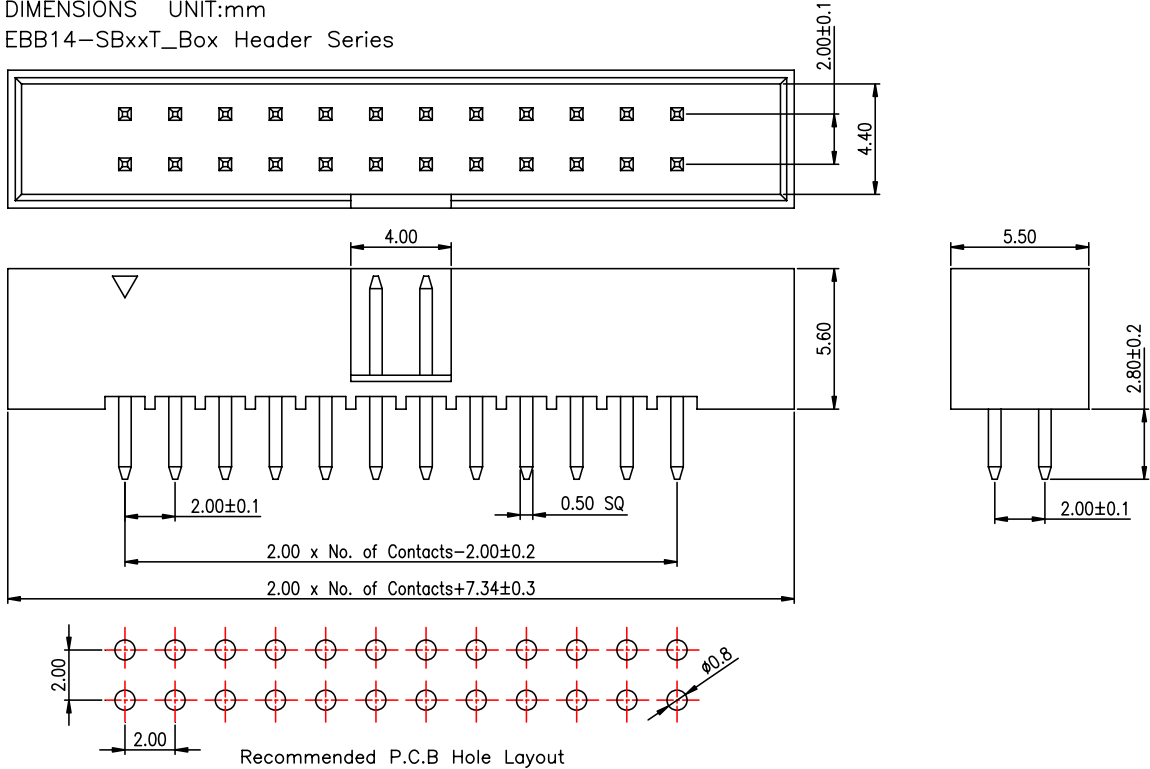 DIMENSIONS UNIT:mm
EBB14-SBxxT_Box Header Series
2.00±0.1
4.40
4.00
5.50
5.60
2.80±0.2
2.00±0.1
0.50 SQ
2.00±0.1
2.00 x No. of Contacts-2.00±0.2
2.00 x No. of Contacts+7.34±0.3
2.00
ø0.8
2.00
Recommended P.C.B Hole Layout